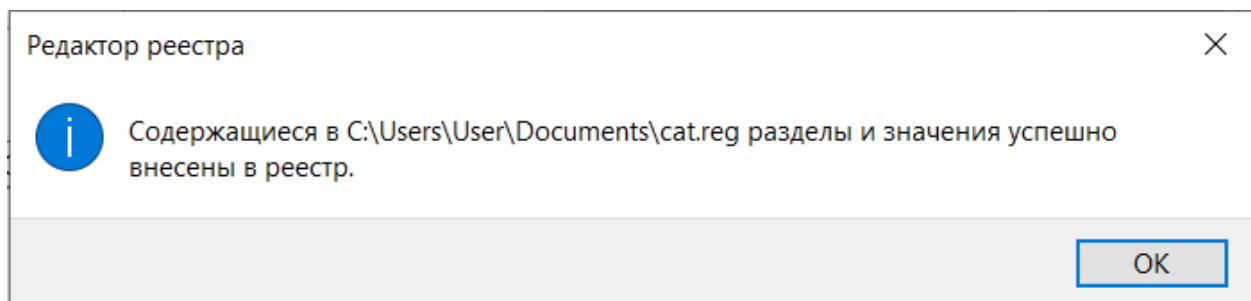 Редактор реестра
Содержащиеся в C:\Users\User\Documents\cat.reg разделы и значения успешно
внесены в реестр.
OK